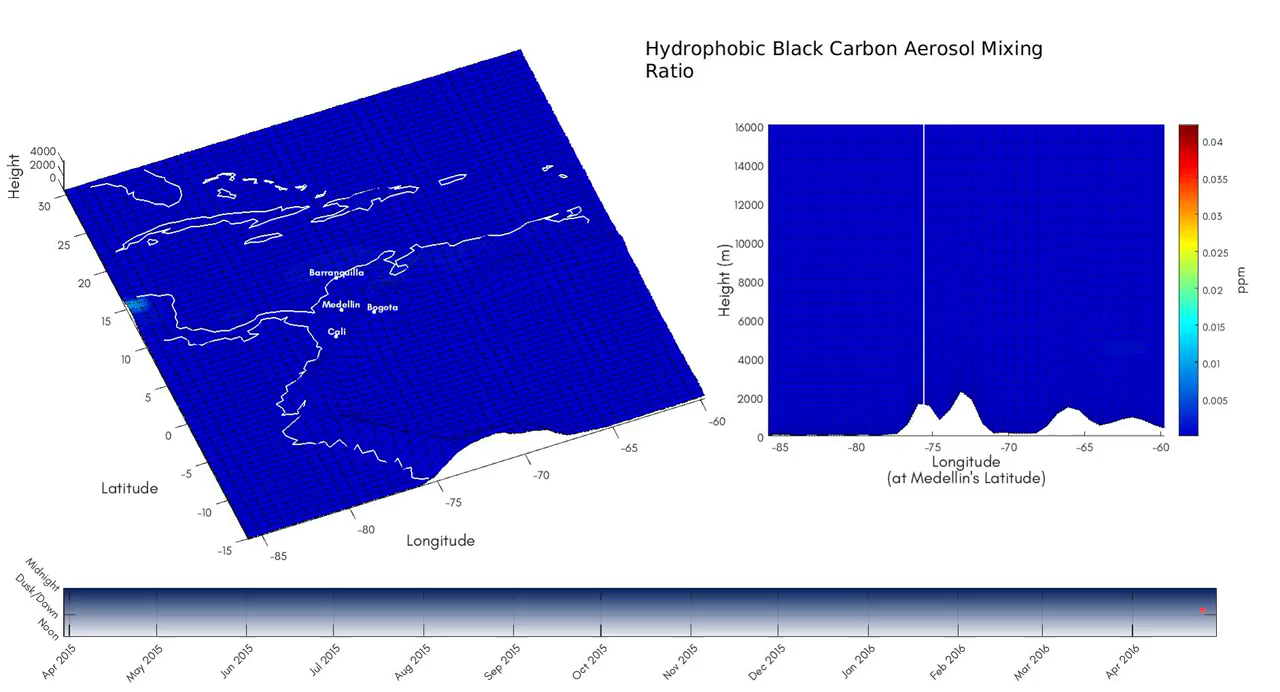 Hydrophobic Black Carbon Aerosol Mixing
Ratio
Height
4000
2000
0
30
25
20
15
10
5
0
-5
-10
-15
Latitude
-85
-80
-75
-70
-65
-60
Longitude
Barranquilla
Medellin
Bogota
Cali
Height (m)
16000
14000
12000
10000
8000
6000
4000
2000
0
-85
-80
-75
-70
-65
-60
Longitude
(at Medellin's Latitude)
0.04
0.035
0.03
0.025
0.02
0.015
0.01
0.005
ppm
Midnight
Dusk/Dawn
Noon
Apr 2015
May 2015
Jun 2015
Jul 2015
Aug 2015
Sep 2015
Oct 2015
Nov 2015
Dec 2015
Jan 2016
Feb 2016
Mar 2016
Apr 2016